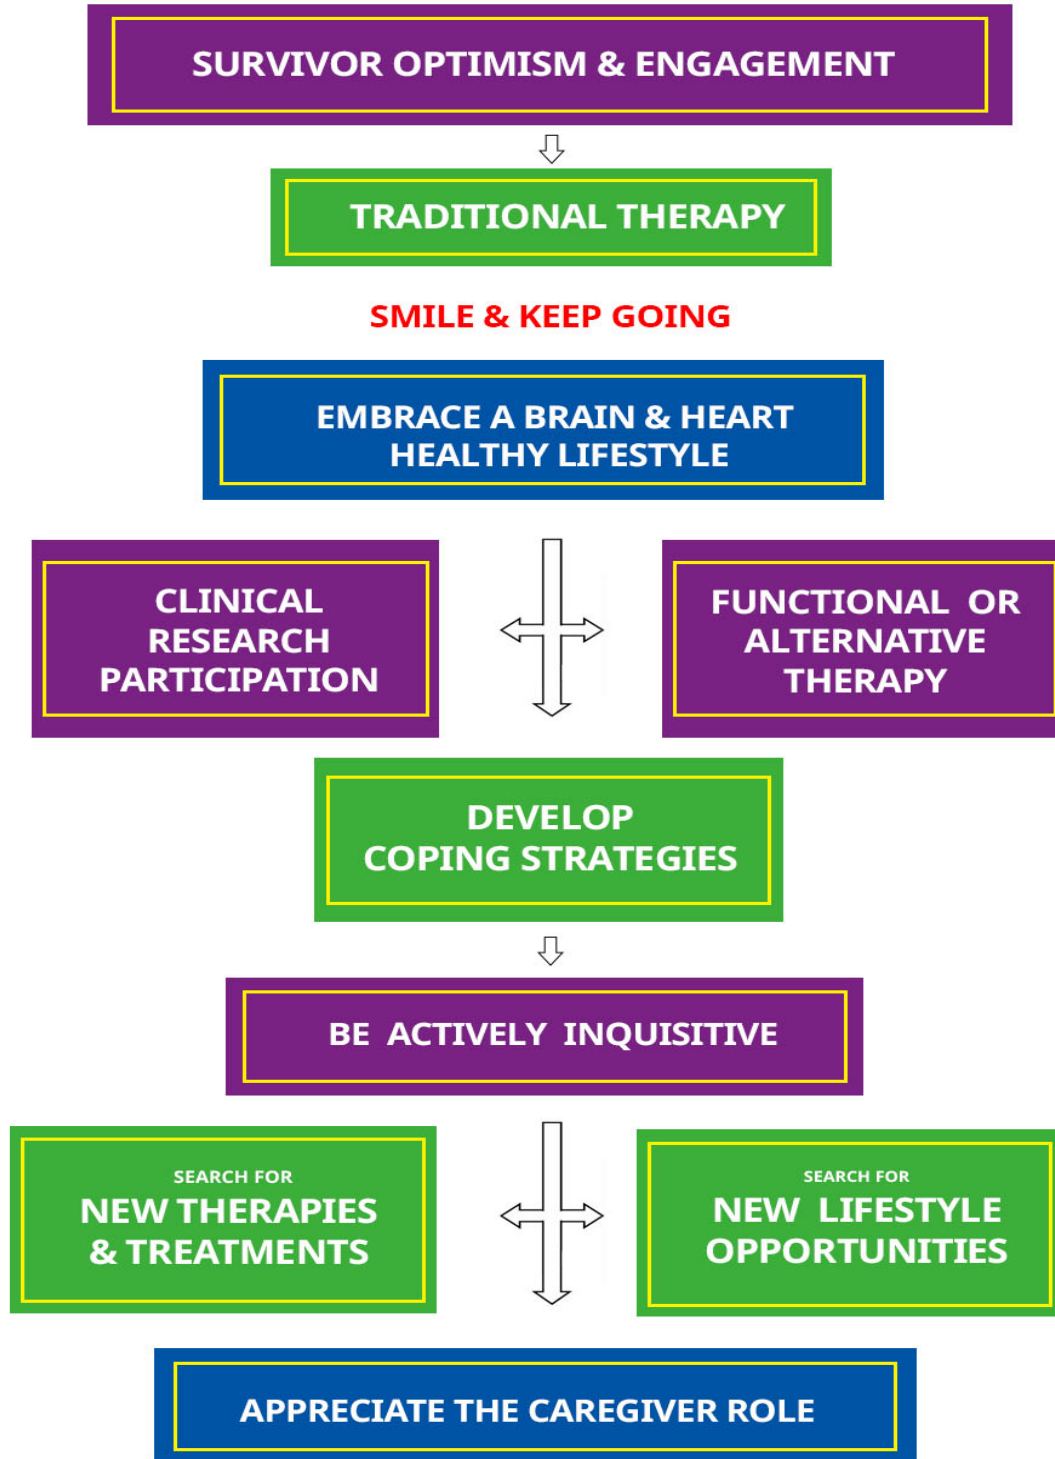 SURVIVOR OPTIMISM & ENGAGEMENT
TRADITIONAL THERAPY
SMILE & KEEP GOING
EMBRACE A BRAIN & HEART
HEALTHY LIFESTYLE
CLINICAL
RESEARCH
PARTICIPATION
FUNCTIONAL OR
ALTERNATIVE
THERAPY
DEVELOP
COPING STRATEGIES
BE ACTIVELY INQUISITIVE
SEARCH FOR
NEW THERAPIES
& TREATMENTS
SEARCH FOR
NEW LIFESTYLE
OPPORTUNITIES
APPRECIATE THE CAREGIVER ROLE